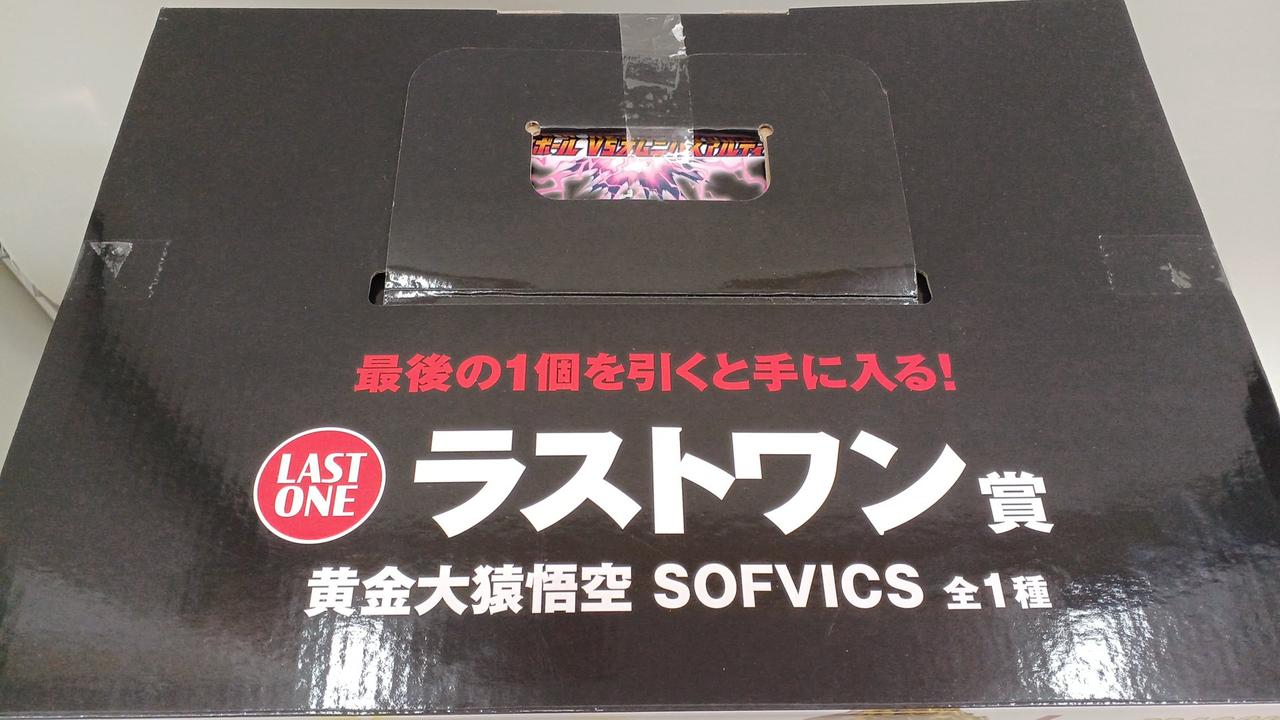 ボール VSオムニバスアルティ
最後の1個を引くと手に入る!
LAST
ONE
ラストワン賞
黄金大猿悟空 SOFVICS 全1種